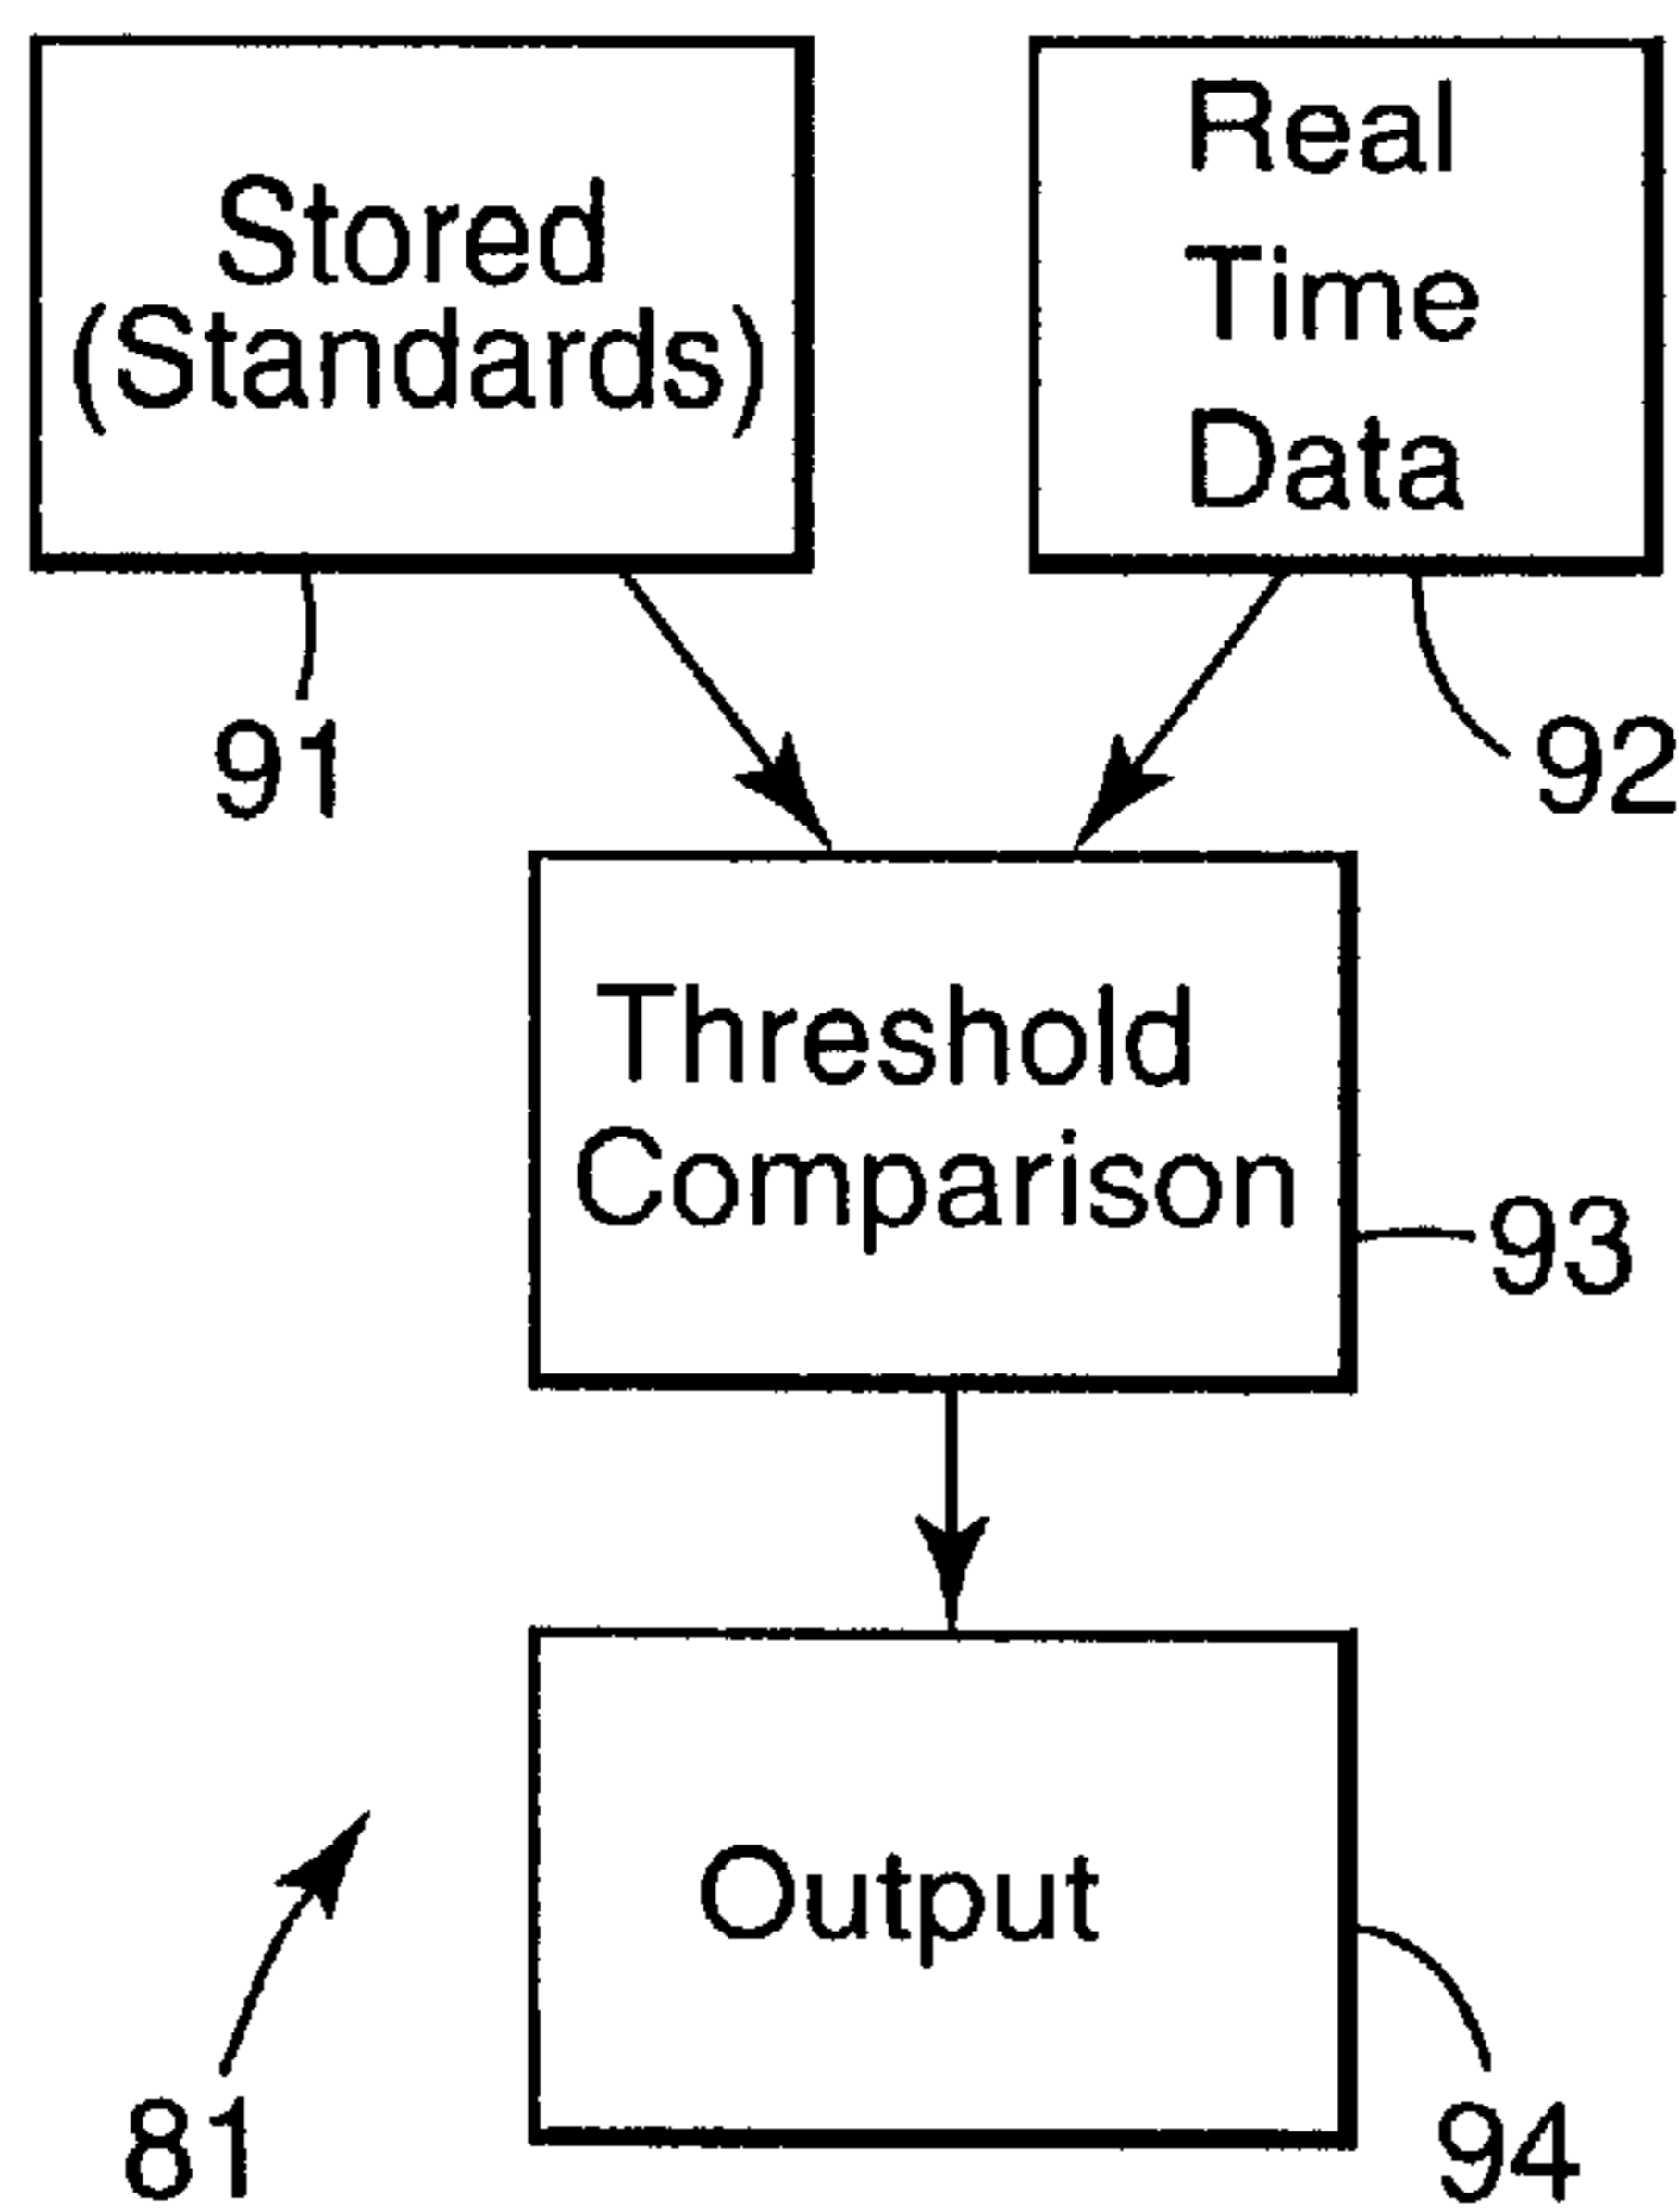 Stored
(Standards)
Real
Time
Data
91
92
Threshold
Comparison
93
Output
81
94